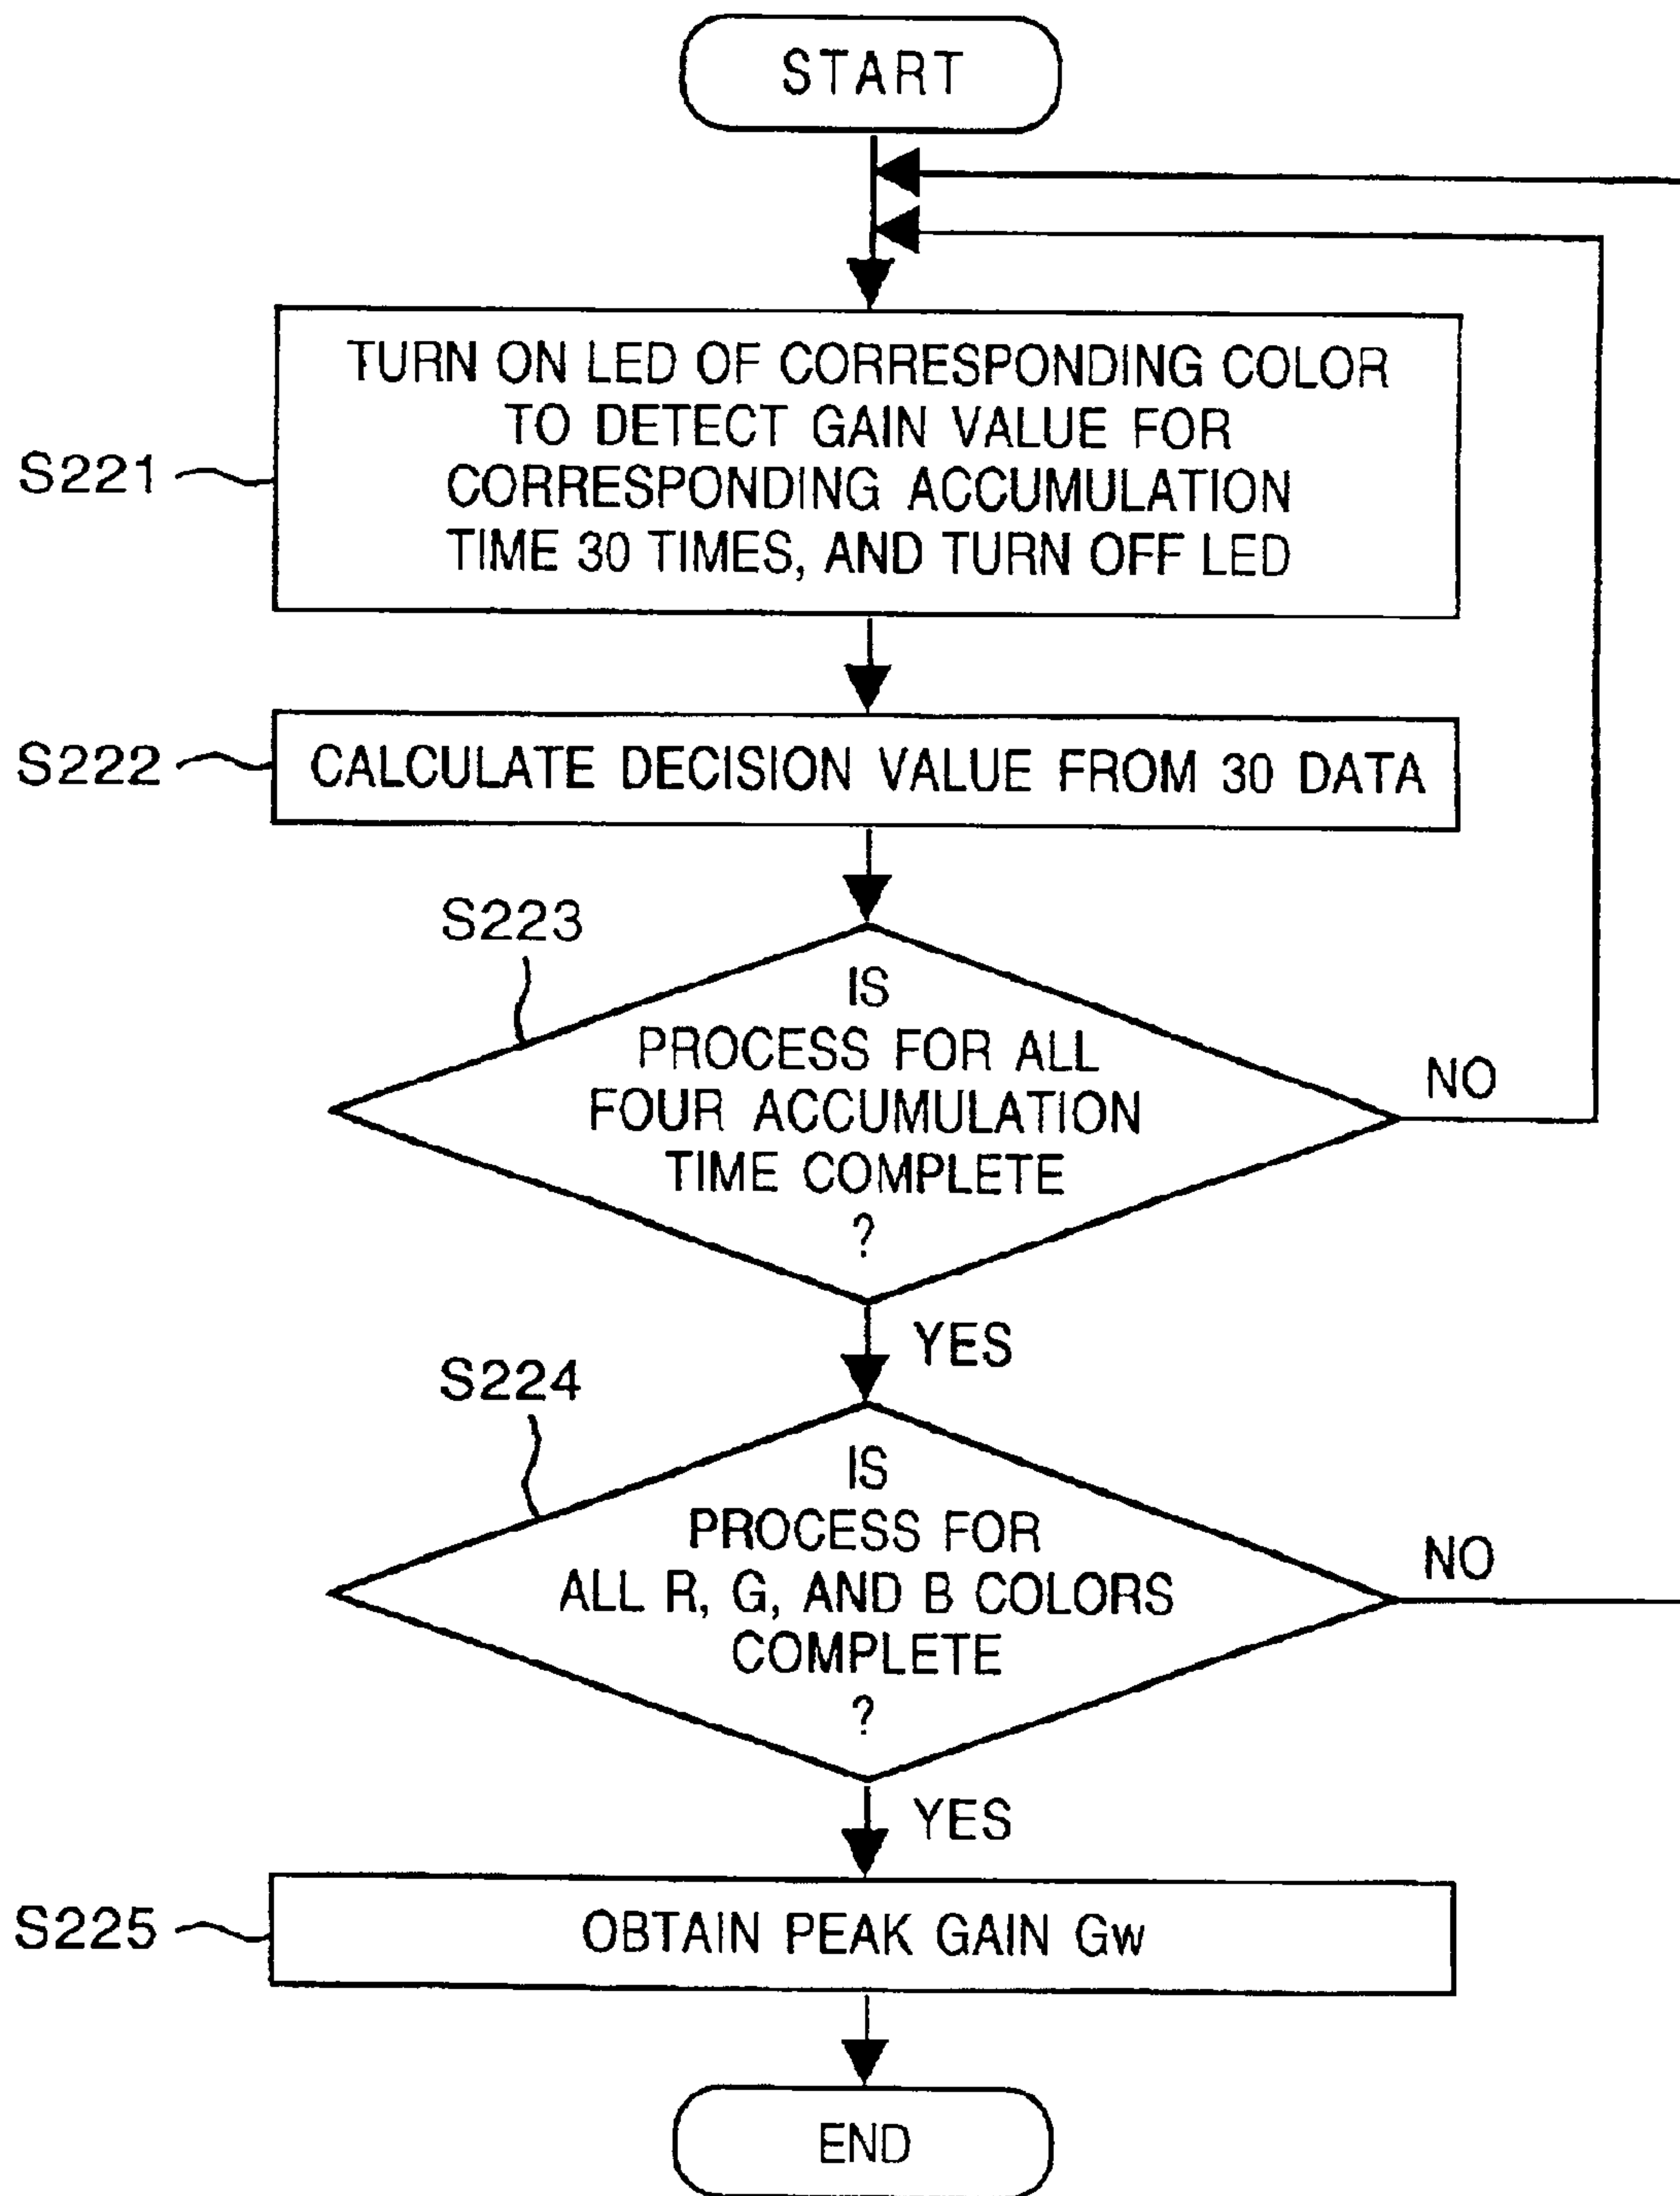 START
S221
TURN ON LED OF CORRESPONDING COLOR
TO DETECT GAIN VALUE FOR
CORRESPONDING ACCUMULATION
TIME 30 TIMES, AND TURN OFF LED
S222
CALCULATE DECISION VALUE FROM 30 DATA
S223
IS
PROCESS FOR ALL
FOUR ACCUMULATION
TIME COMPLETE
?
NO
YES
S224
IS
PROCESS FOR
ALL R, G, AND B COLORS
COMPLETE
?
NO
YES
S225
OBTAIN PEAK GAIN Gw
END